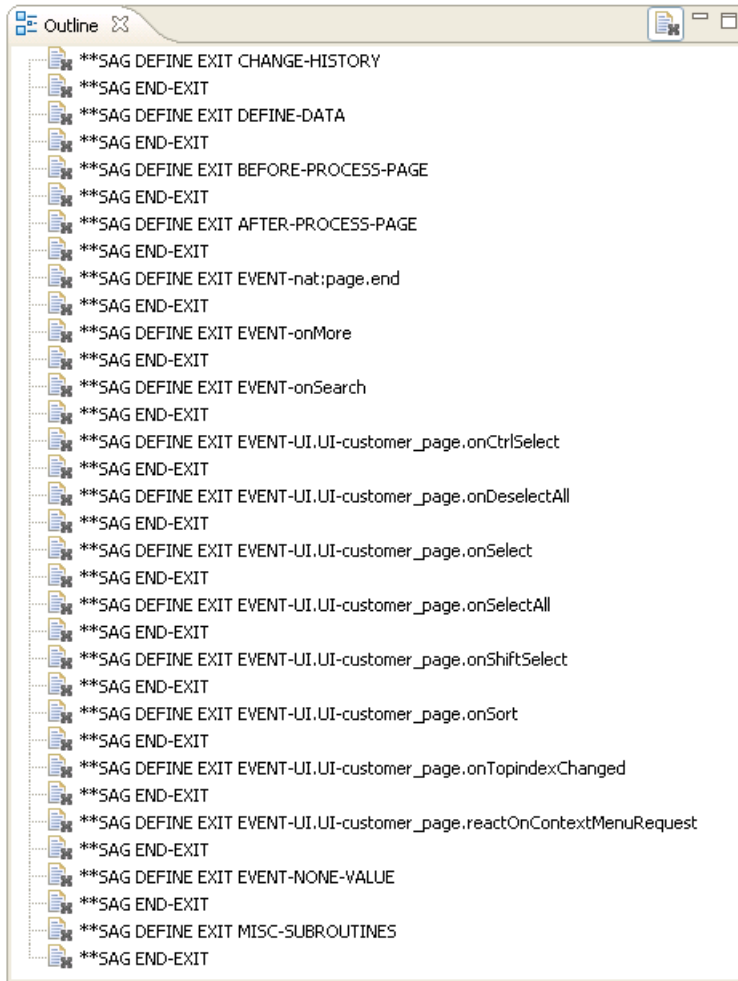 Outline
**SAG DEFINE EXIT CHANGE-HISTORY
**SAG END-EXIT
**SAG DEFINE EXIT DEFINE-DATA
**SAG END-EXIT
**SAG DEFINE EXIT BEFORE-PROCESS-PAGE
**SAG END-EXIT
**SAG DEFINE EXIT AFTER-PROCESS-PAGE
**SAG END-EXIT
**SAG DEFINE EXIT EVENT-nat:page.end
**SAG END-EXIT
**SAG DEFINE EXIT EVENT-onMore
**SAG END-EXIT
**SAG DEFINE EXIT EVENT-onSearch
**SAG END-EXIT
**SAG DEFINE EXIT EVENT-UI.UI-customer_page.onCtrlSelect
**SAG END-EXIT
**SAG DEFINE EXIT EVENT-UI.UI-customer_page.onDeselectAll
**SAG END-EXIT
**SAG DEFINE EXIT EVENT-UI.UI-customer_page.onSelect
**SAG END-EXIT
**SAG DEFINE EXIT EVENT-UI.UI-customer_page.onSelectAll
**SAG END-EXIT
**SAG DEFINE EXIT EVENT-UI.UI-customer_page.onShiftSelect
**SAG END-EXIT
**SAG DEFINE EXIT EVENT-UI.UI-customer_page.onSort
**SAG END-EXIT
**SAG DEFINE EXIT EVENT-UI.UI-customer_page.onTopindexChanged
**SAG END-EXIT
**SAG DEFINE EXIT EVENT-UI.UI-customer_page.reactOnContextMenuRequest
**SAG END-EXIT
**SAG DEFINE EXIT EVENT-NONE-VALUE
**SAG END-EXIT
**SAG DEFINE EXIT MISC-SUBROUTINES
**SAG END-EXIT